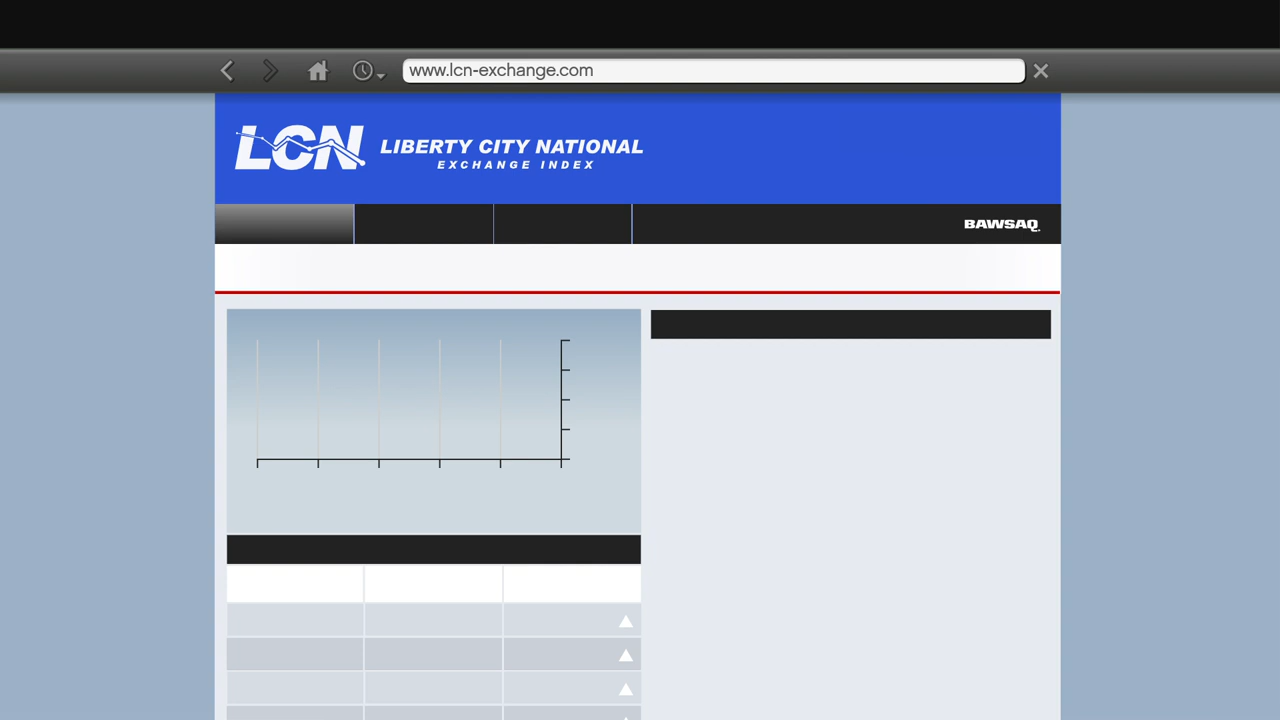 www.lcn-exchange.com
LCN
LIBERTY CITY NATIONAL
EXCHANGE INDEX
BAWSAQ